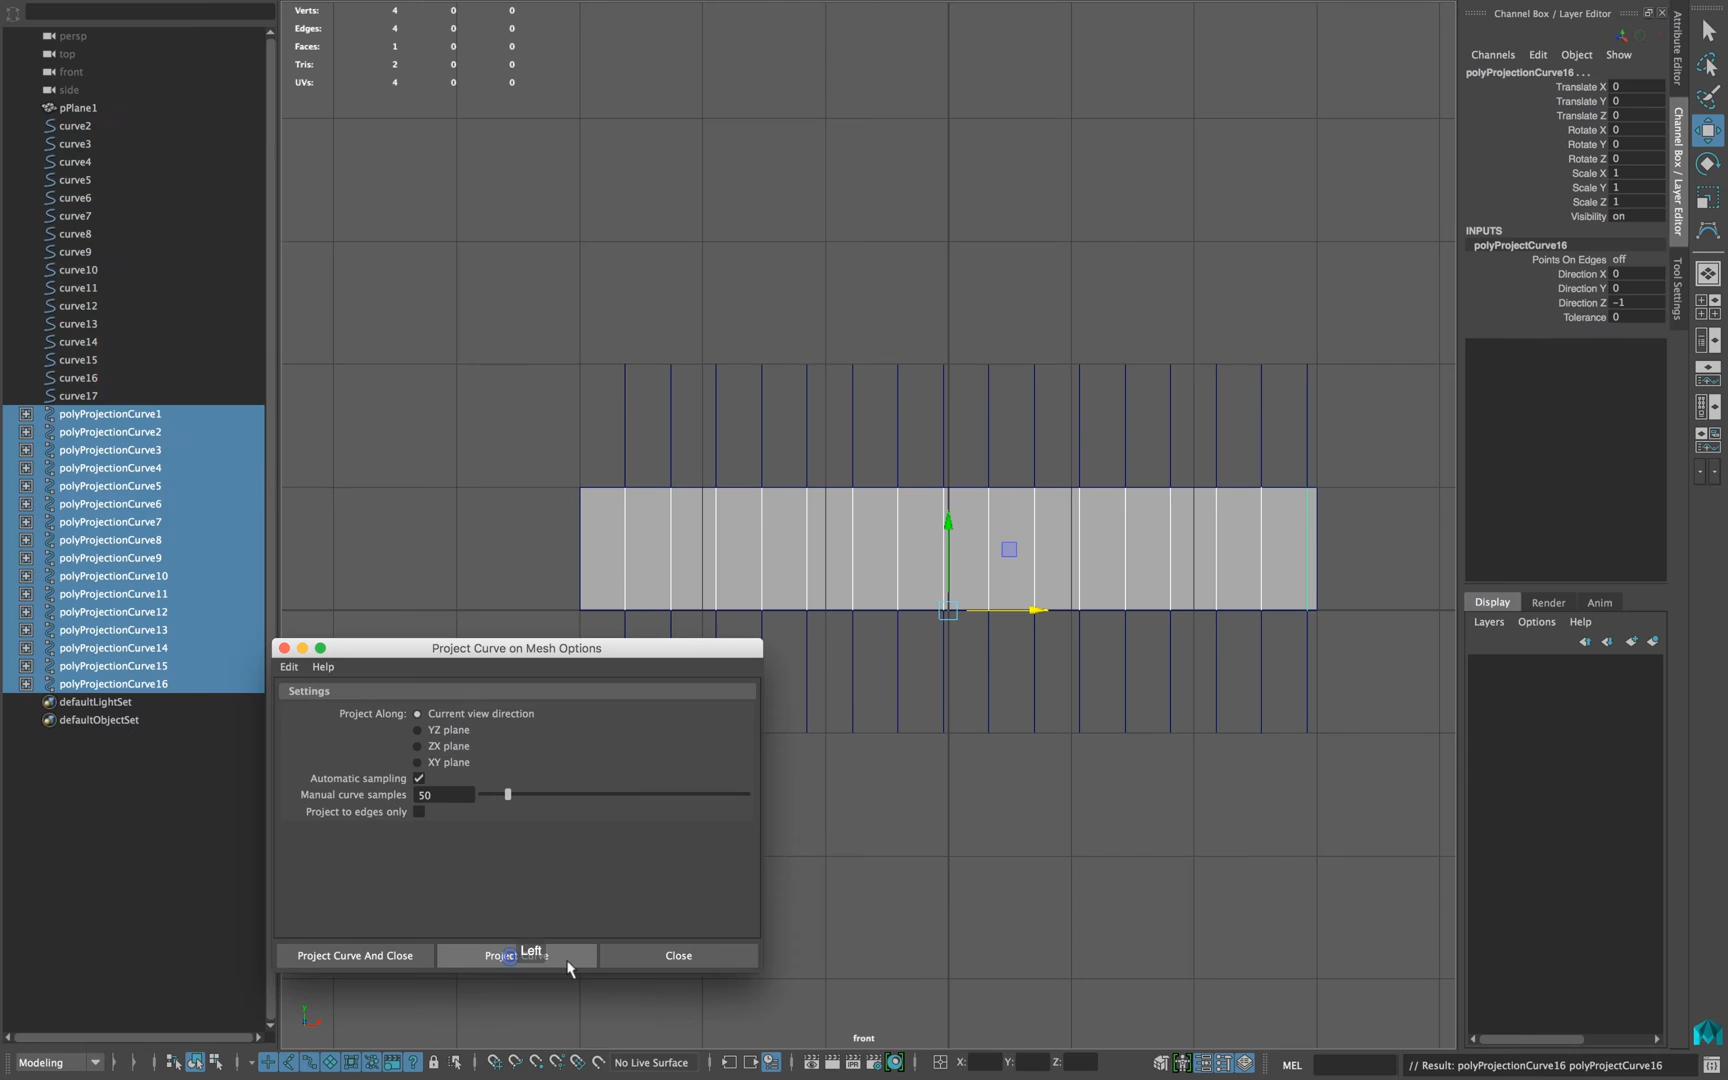 persp
top
front
side
pPlane1
curve2
curve3
curve4
curve5
curve6
curve7
curve8
curve9
curve10
curve11
curve12
curve13
curve14
curve15
curve16
curve17
polyProjectionCurve1
polyProjectionCurve2
polyProjectionCurve3
polyProjectionCurve4
polyProjectionCurve5
polyProjectionCurve6
polyProjectionCurve7
polyProjectionCurve8
polyProjectionCurve9
polyProjectionCurve10
polyProjectionCurve11
polyProjectionCurve12
polyProjectionCurve13
polyProjectionCurve14
polyProjectionCurve15
polyProjectionCurve16
defaultLightSet
defaultObjectSet
Verts: 4 0 0
Edges: 4 0 0
Faces: 1 0 0
Tris: 2 0 0
UVs: 4 0 0
Project Curve on Mesh Options
Edit Help
Settings
Project Along: Current view direction
YZ plane
ZX plane
XY plane
Automatic sampling
Manual curve samples 50
Project to edges only
Project Curve And Close
Left
Close
front
Channel Box / Layer Editor
Channels Edit Object Show
polyProjectionCurve16 . . .
Translate X 0
Translate Y 0
Translate Z 0
Rotate X 0
Rotate Y 0
Rotate Z 0
Scale X 1
Scale Y 1
Scale Z 1
Visibility on
INPUTS
polyProjectCurve16
Points On Edges off
Direction X 0
Direction Y 0
Direction Z -1
Tolerance 0
Display Render Anim
Layers Options Help
Attribute Editor
Channel Box / Layer Editor
Tool Settings
Modeling
No Live Surface
X: Y: Z:
MEL
// Result: polyProjectionCurve16 polyProjectCurve16